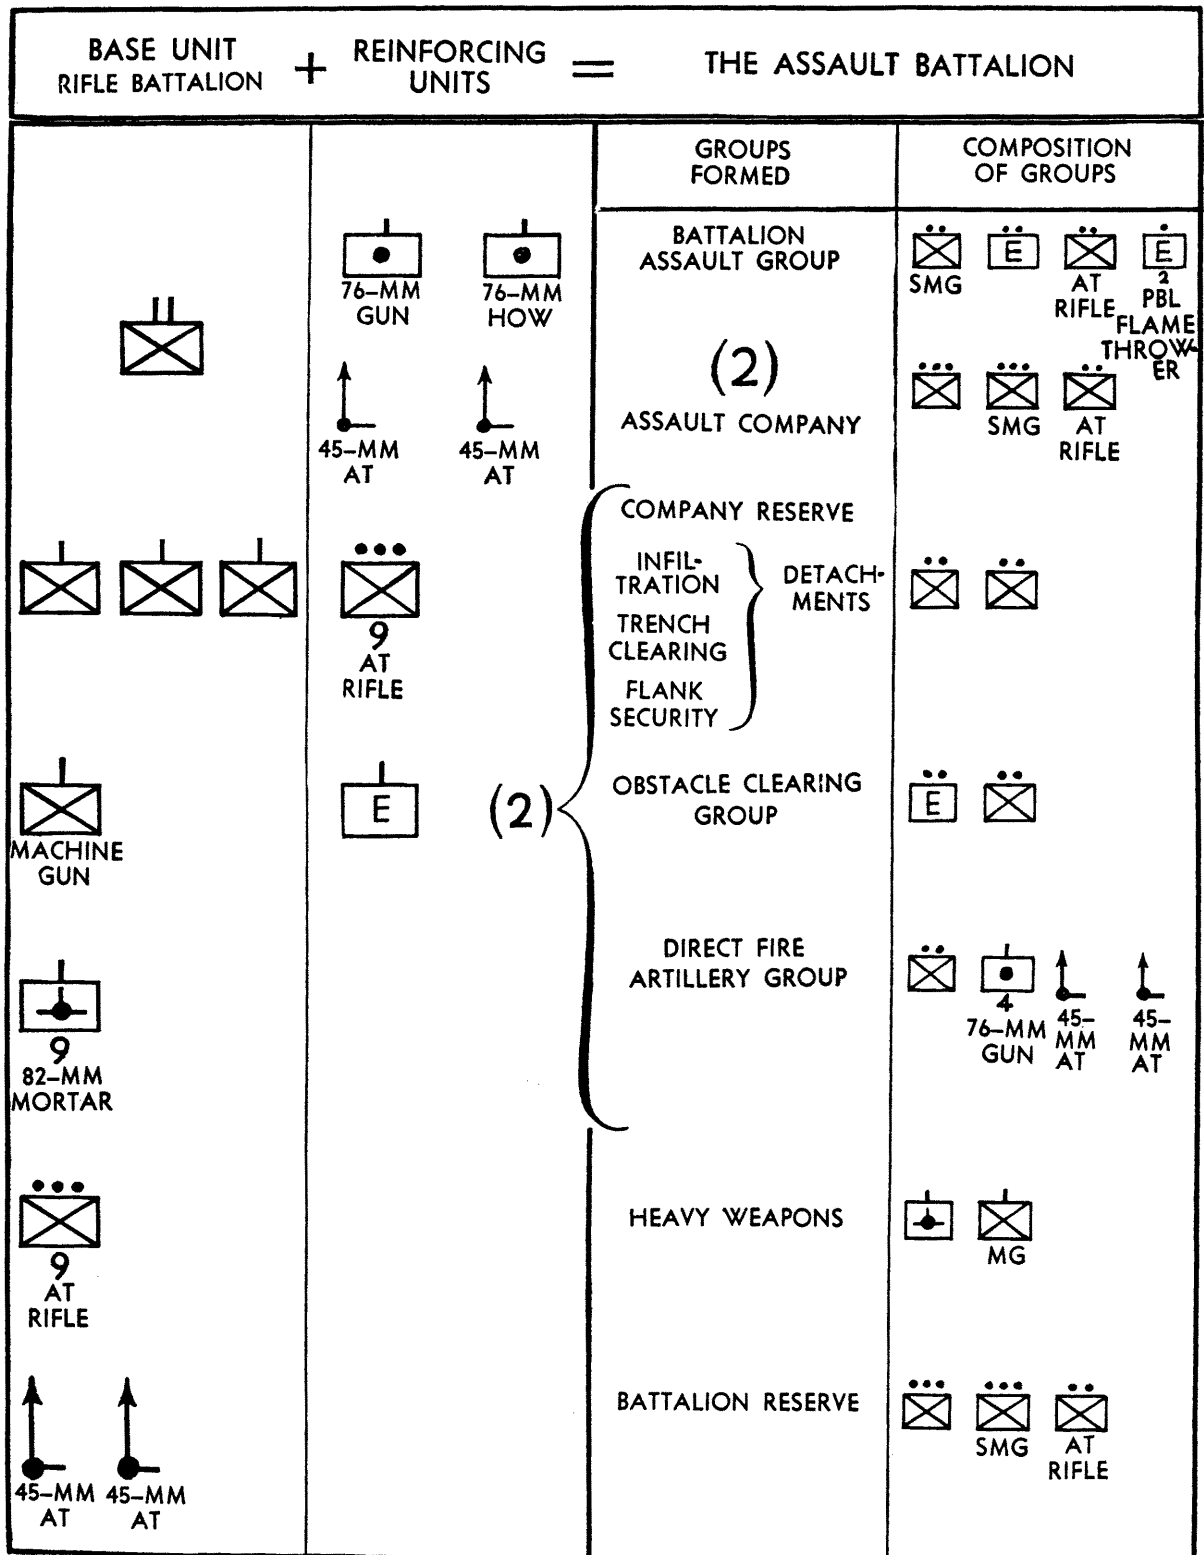 BASE UNIT
RIFLE BATTALION
+
REINFORCING
UNITS
=
THE ASSAULT BATTALION
GROUPS
FORMED
COMPOSITION
OF GROUPS
76-MM
GUN
76-MM
HOW
45-MM
AT
45-MM
AT
9
AT
RIFLE
MACHINE
GUN
E
9
82-MM
MORTAR
9
AT
RIFLE
45-MM
AT
45-MM
AT
BATTALION
ASSAULT GROUP
SMG
E
AT
RIFLE
E
2
PBL
FLAME
THROW-
ER
(2)
ASSAULT COMPANY
SMG
AT
RIFLE
(2)
COMPANY RESERVE
INFIL-
TRATION
TRENCH
CLEARING
FLANK
SECURITY
DETACH-
MENTS
OBSTACLE CLEARING
GROUP
E
DIRECT FIRE
ARTILLERY GROUP
4
76-MM
GUN
45-
MM
AT
45-
MM
AT
HEAVY WEAPONS
MG
BATTALION RESERVE
SMG
AT
RIFLE